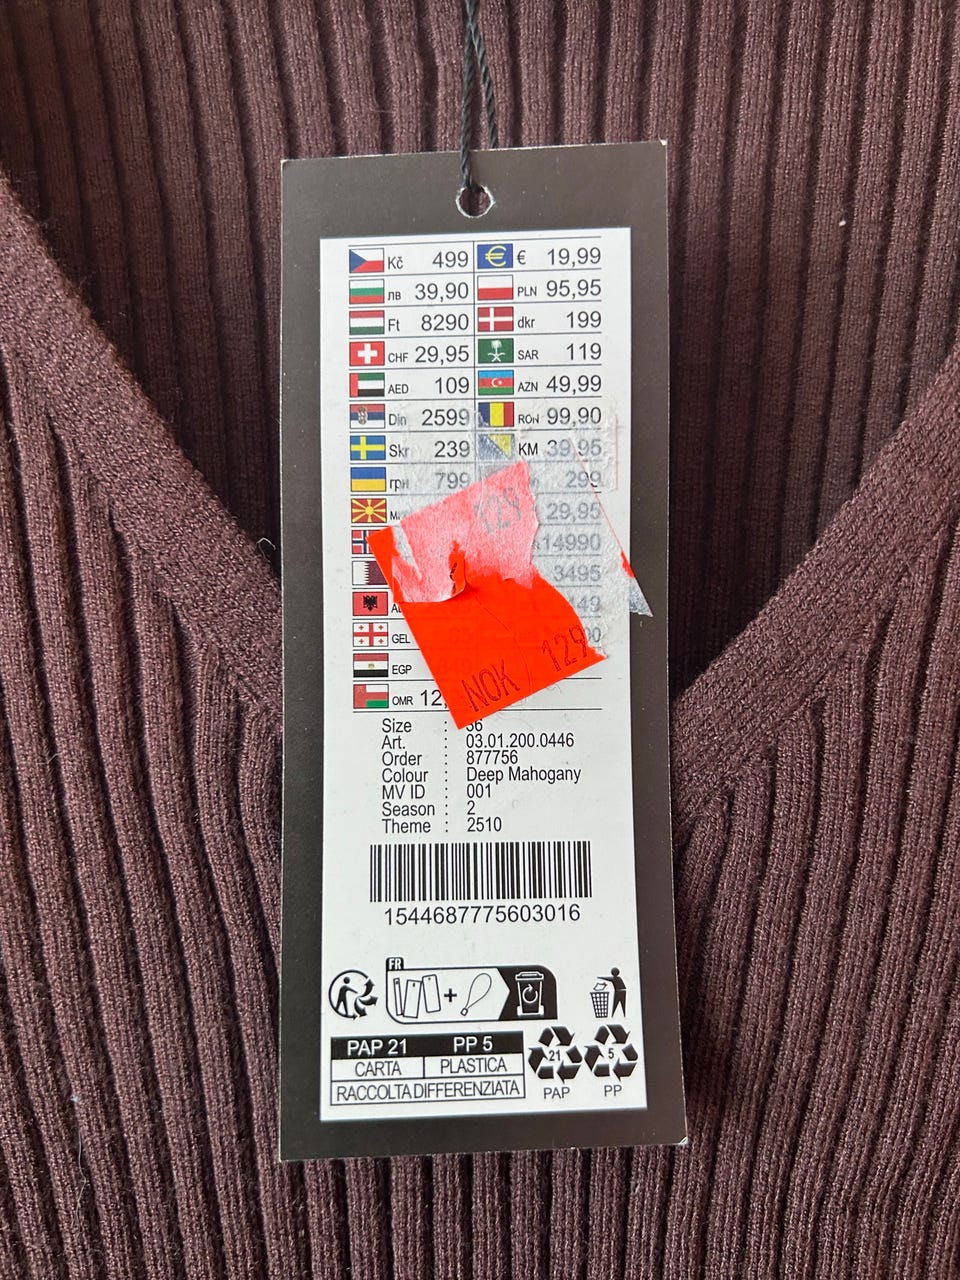 Kč 499 € 19,99
лв 39,90 PLN 95,95
Ft 8290 dkr 199
CHF 29,95 SAR 119
AED 109 AZN 49,99
Din 2599 RON 99,90
Skr 239 KM 39,95
грн 799 299
29,95
14990
3495
GEL
EGP
OMR 12,
129
NOK 129
Size :
Art. : 03.01.200.0446
Order : 877756
Colour : Deep Mahogany
MV ID : 001
Season : 2
Theme : 2510
1544687775603016
FR
PAP 21 PP 5
CARTA PLASTICA
RACCOLTA DIFFERENZIATA
21 5
PAP PP